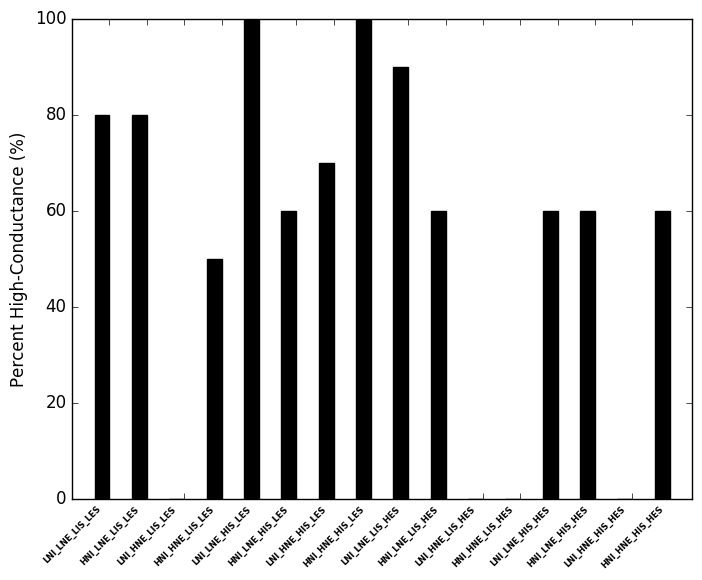 100
80
60
40
20
0
Percent High-Conductance (%)
LNI_LNE_LIS_LES
HNI_LNE_LIS_LES
LNI_HNE_LIS_LES
HNI_HNE_LIS_LES
LNI_LNE_HIS_LES
HNI_LNE_HIS_LES
LNI_HNE_HIS_LES
HNI_HNE_HIS_LES
LNI_LNE_LIS_HES
HNI_LNE_LIS_HES
LNI_HNE_LIS_HES
HNI_HNE_LIS_HES
LNI_LNE_HIS_HES
HNI_LNE_HIS_HES
LNI_HNE_HIS_HES
HNI_HNE_HIS_HES